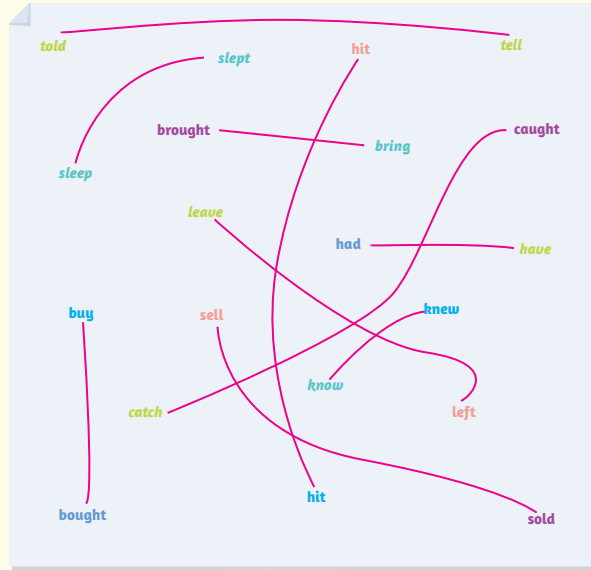 told
tell
hit
slept
brought
caught
bring
sleep
leave
had
have
buy
sell
knew
know
catch
left
hit
bought
sold